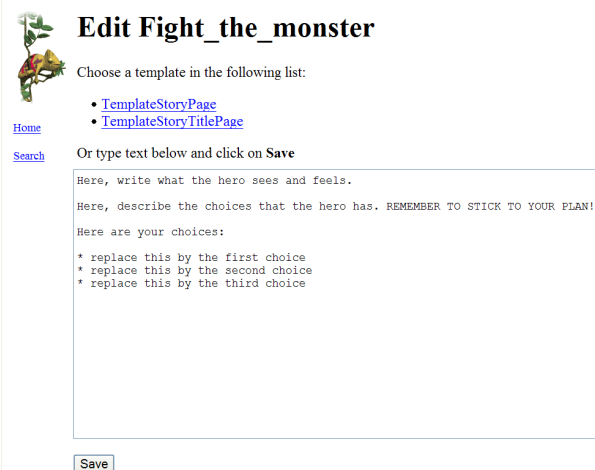 Edit Fight_the_monster
Choose a template in the following list:
• TemplateStoryPage
• TemplateStoryTitlePage
Home
Search
Or type text below and click on Save
Here, write what the hero sees and feels.
Here, describe the choices that the hero has. REMEMBER TO STICK TO YOUR PLAN!
Here are your choices:
* replace this by the first choice
* replace this by the second choice
* replace this by the third choice
Save